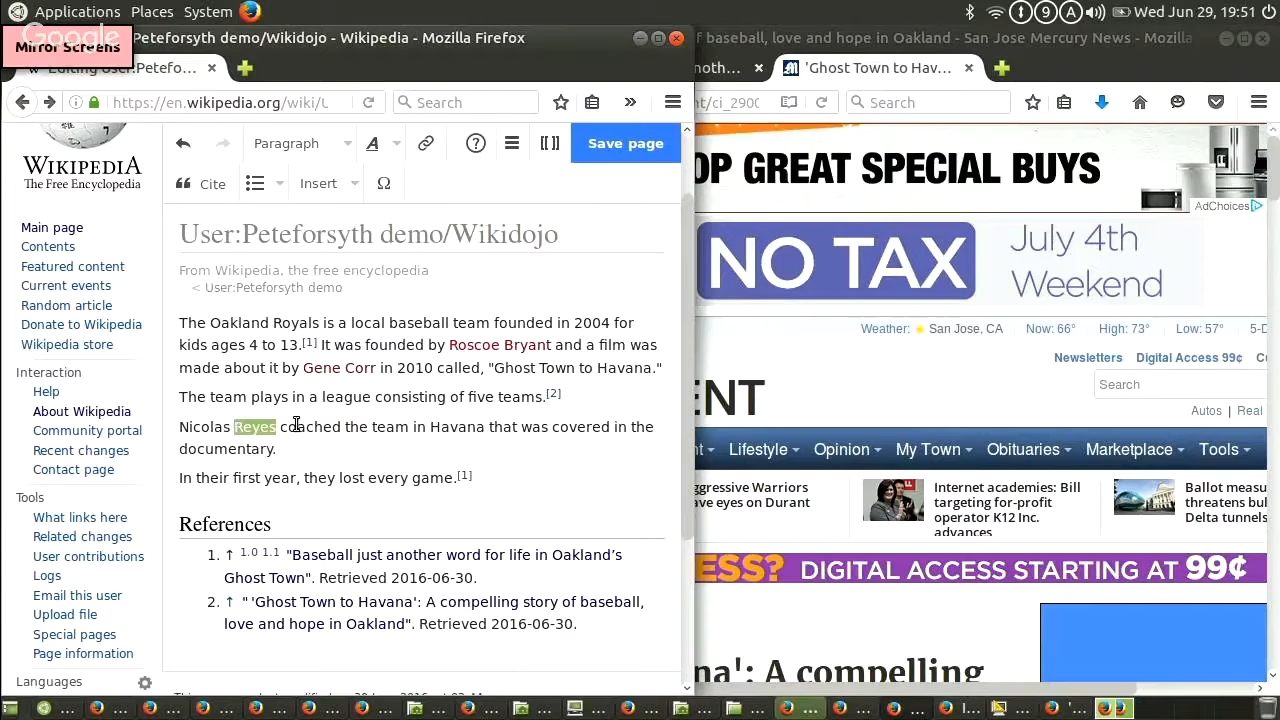 Applications Places System
Wed Jun 29, 19:51
Google
Mirror Screens
Peteforsyth demo/Wikidojo - Wikipedia - Mozilla Firefox
f baseball, love and hope in Oakland - San Jose Mercury News - Mozilla
Editing User:Petefo...
noth...
'Ghost Town to Hav...
https://en.wikipedia.org/wiki/U
Search
nt/ci_2900
Search
WIKIPEDIA
The Free Encyclopedia
Paragraph
A
Save page
Cite
Insert
Ω
Main page
Contents
Featured content
Current events
Random article
Donate to Wikipedia
Wikipedia store
Interaction
Help
About Wikipedia
Community portal
Recent changes
Contact page
Tools
What links here
Related changes
User contributions
Logs
Email this user
Upload file
Special pages
Page information
Languages
User:Peteforsyth demo/Wikidojo
From Wikipedia, the free encyclopedia
< User:Peteforsyth demo
The Oakland Royals is a local baseball team founded in 2004 for
kids ages 4 to 13.[1] It was founded by Roscoe Bryant and a film was
made about it by Gene Corr in 2010 called, "Ghost Town to Havana."
The team plays in a league consisting of five teams.[2]
Nicolas Reyes coached the team in Havana that was covered in the
documentary.
In their first year, they lost every game.[1]
References
1. ↑ 1.0 1.1 "Baseball just another word for life in Oakland’s
Ghost Town". Retrieved 2016-06-30.
2. ↑ " 'Ghost Town to Havana': A compelling story of baseball,
love and hope in Oakland". Retrieved 2016-06-30.
OP GREAT SPECIAL BUYS
AdChoices
NO TAX
July 4th
Weekend
Weather: San Jose, CA Now: 66° High: 73° Low: 57° 5-D
Newsletters Digital Access 99¢
ENT
Search
Autos | Real
Lifestyle Opinion My Town Obituaries Marketplace Tools
ggressive Warriors
ave eyes on Durant
Internet academies: Bill
targeting for-profit
operator K12 Inc.
advances
Ballot measu
threatens bu
Delta tunnels
ESS? DIGITAL ACCESS STARTING AT 99¢
na': A compelling